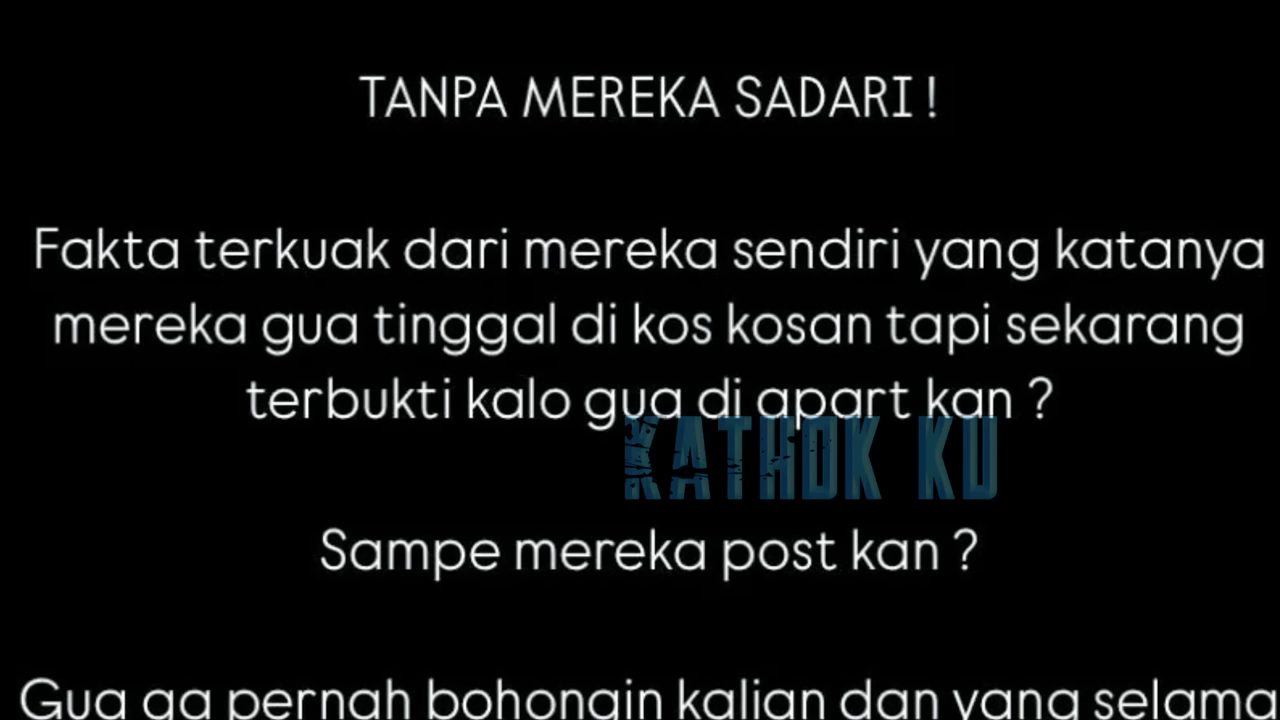 TANPA MEREKA SADARI !
Fakta terkuak dari mereka sendiri yang katanya
mereka gua tinggal di kos kosan tapi sekarang
terbukti kalo gua di apart kan ?
KATHOK KU
Sampe mereka post kan ?
Gua ga pernah bohongin kalian dan yang selama